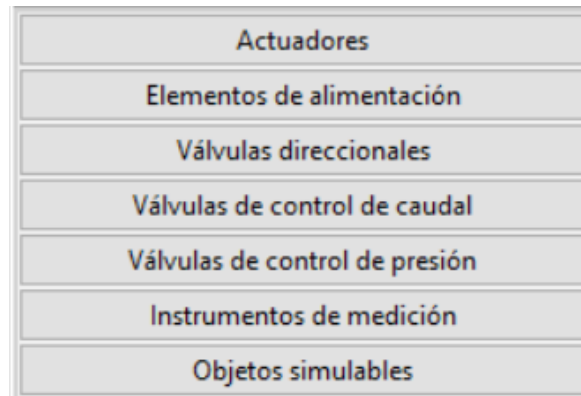 Actuadores
Elementos de alimentación
Válvulas direccionales
Válvulas de control de caudal
Válvulas de control de presión
Instrumentos de medición
Objetos simulables